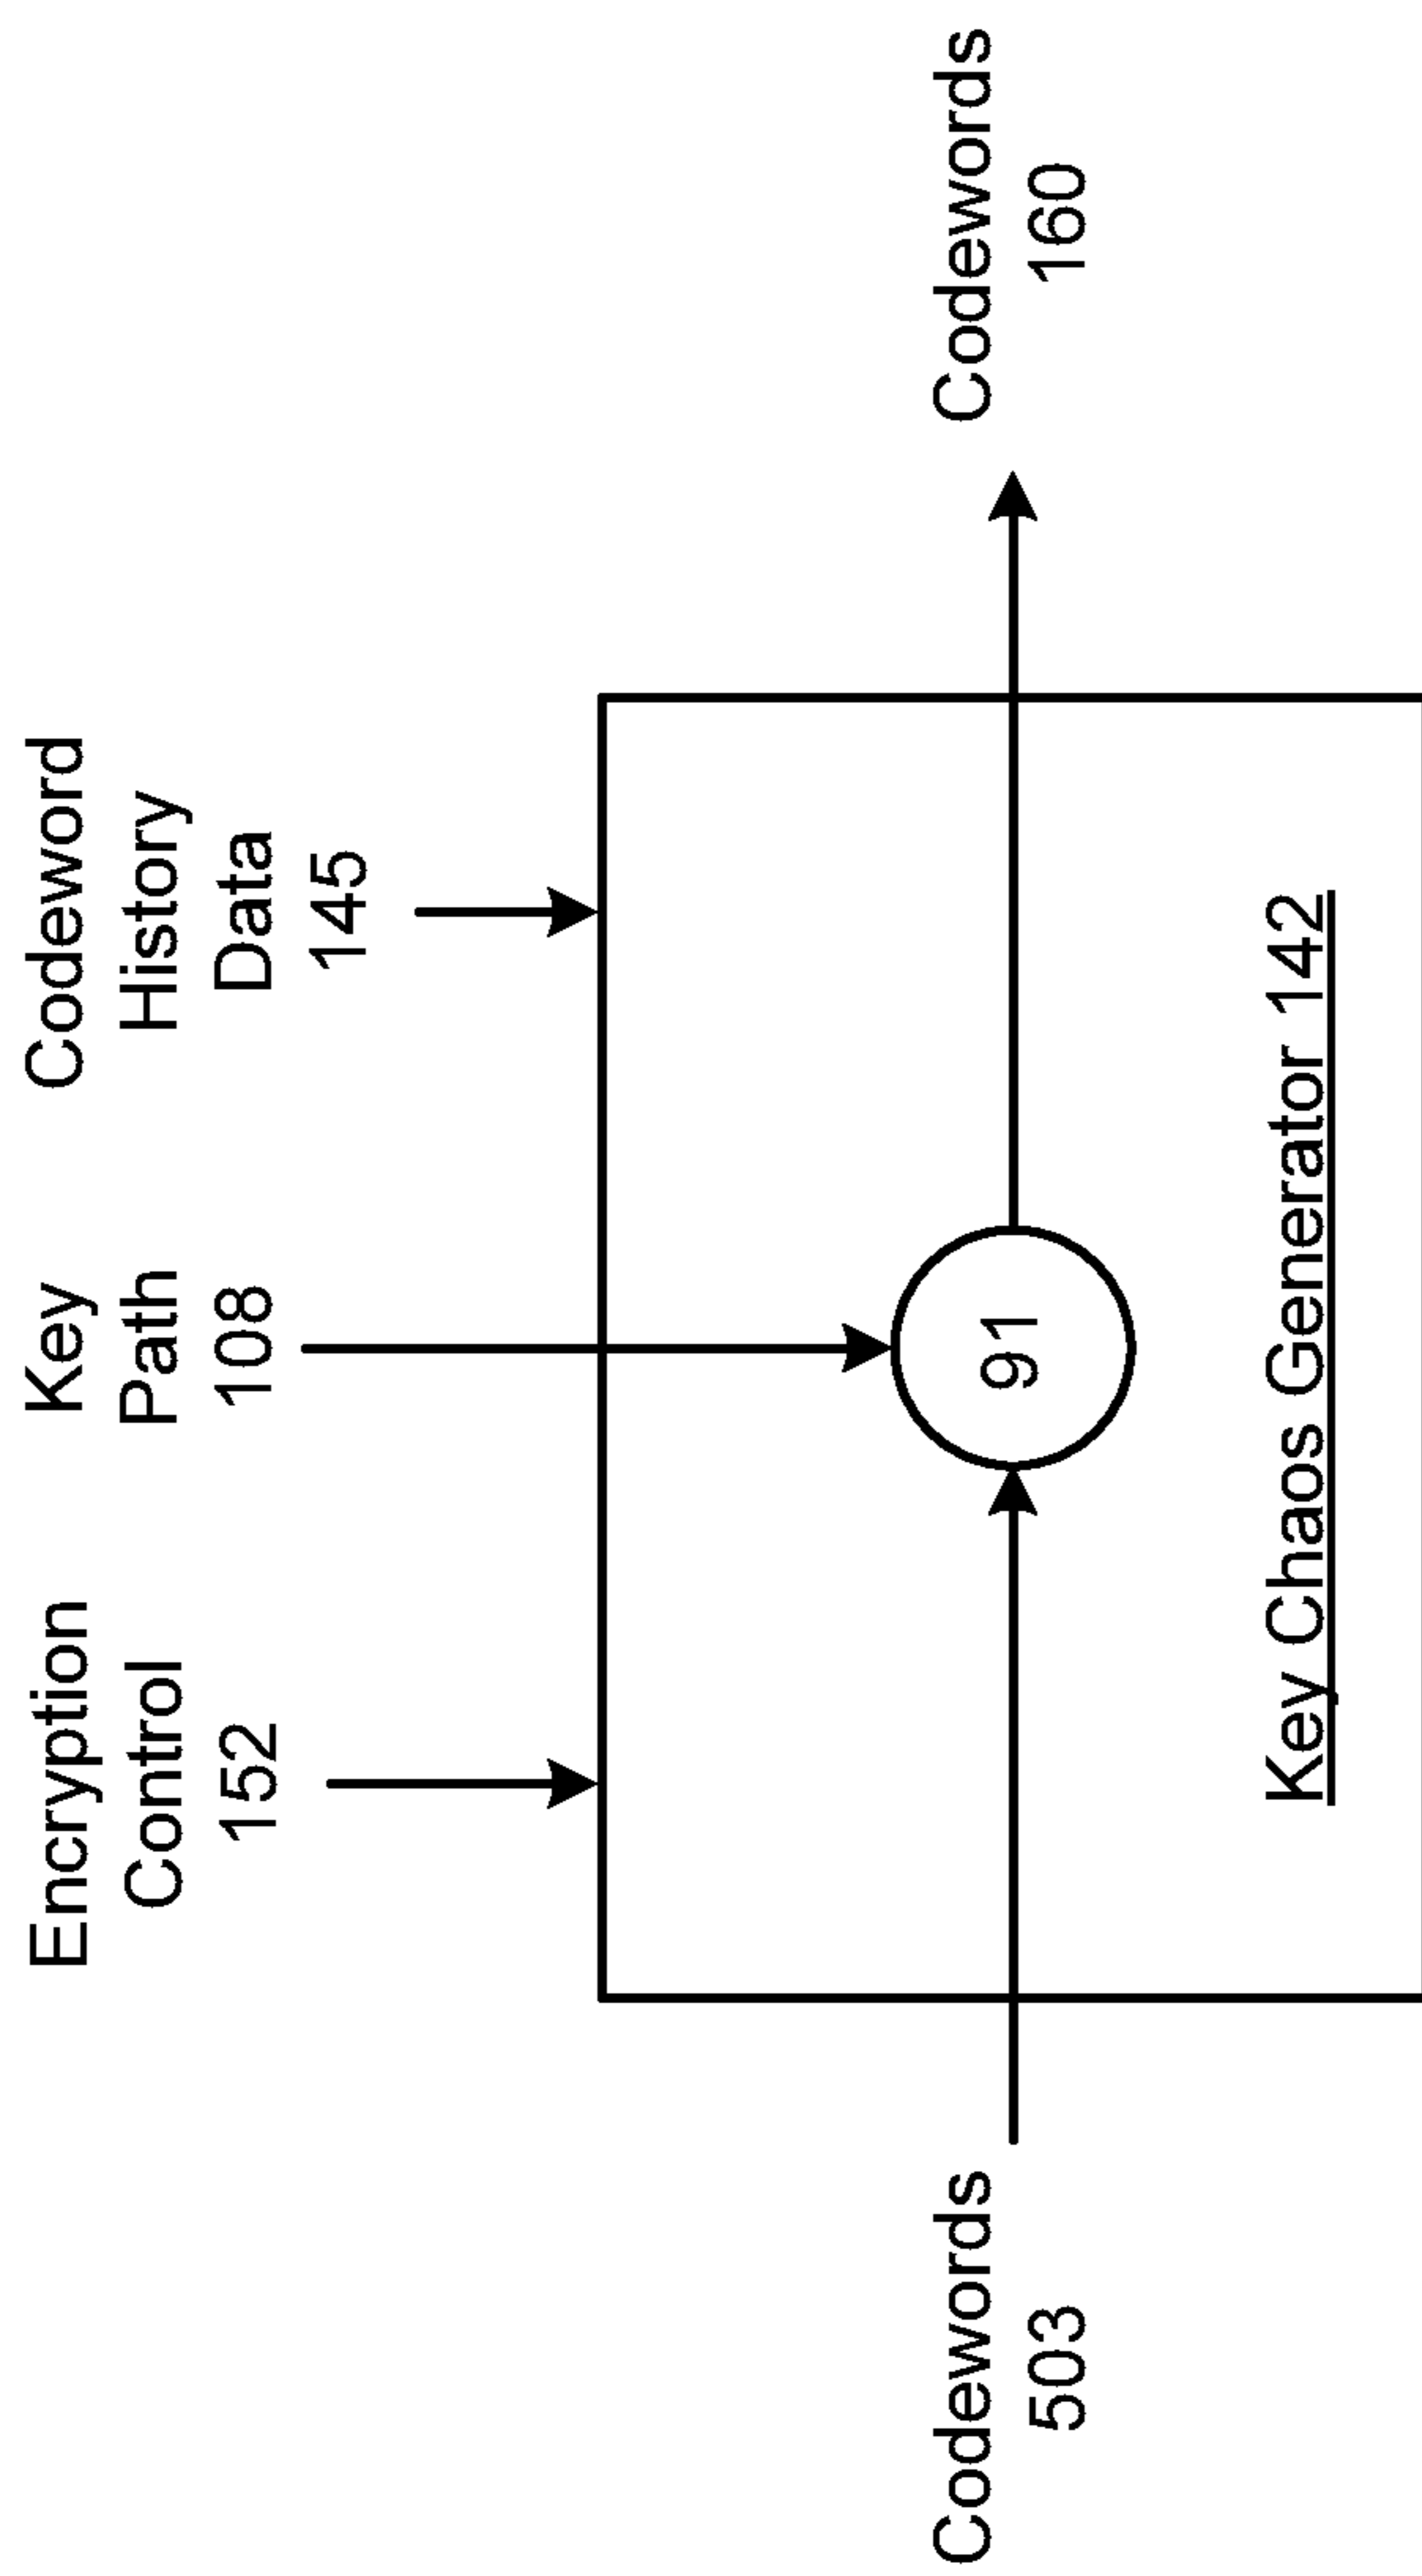 Encryption
Control
152
Key
Path
108
Codeword
History
Data
145
Codewords
503
91
Codewords
160
Key Chaos Generator 142